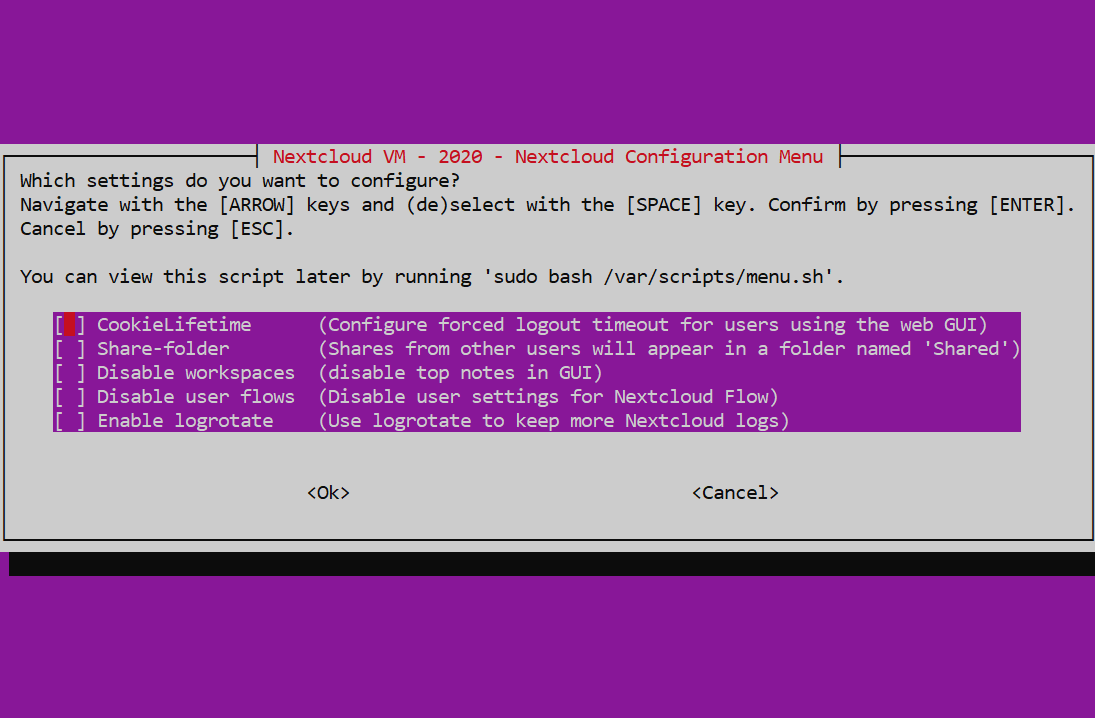 Nextcloud VM - 2020 - Nextcloud Configuration Menu
Which settings do you want to configure?
Navigate with the [ARROW] keys and (de)select with the [SPACE] key. Confirm by pressing [ENTER].
Cancel by pressing [ESC].
You can view this script later by running 'sudo bash /var/scripts/menu.sh'.
[ ] CookieLifetime (Configure forced logout timeout for users using the web GUI)
[ ] Share-folder (Shares from other users will appear in a folder named 'Shared')
[ ] Disable workspaces (disable top notes in GUI)
[ ] Disable user flows (Disable user settings for Nextcloud Flow)
[ ] Enable logrotate (Use logrotate to keep more Nextcloud logs)
<Ok> <Cancel>